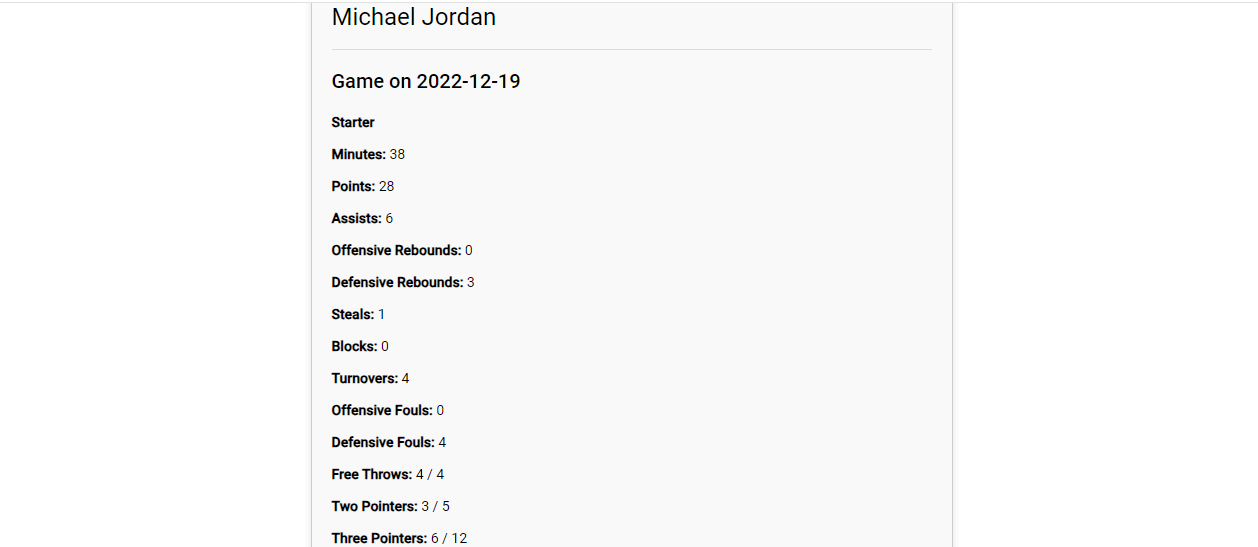 Michael Jordan
Game on 2022-12-19
Starter
Minutes: 38
Points: 28
Assists: 6
Offensive Rebounds: 0
Defensive Rebounds: 3
Steals: 1
Blocks: 0
Turnovers: 4
Offensive Fouls: 0
Defensive Fouls: 4
Free Throws: 4 / 4
Two Pointers: 3 / 5
Three Pointers: 6 / 12